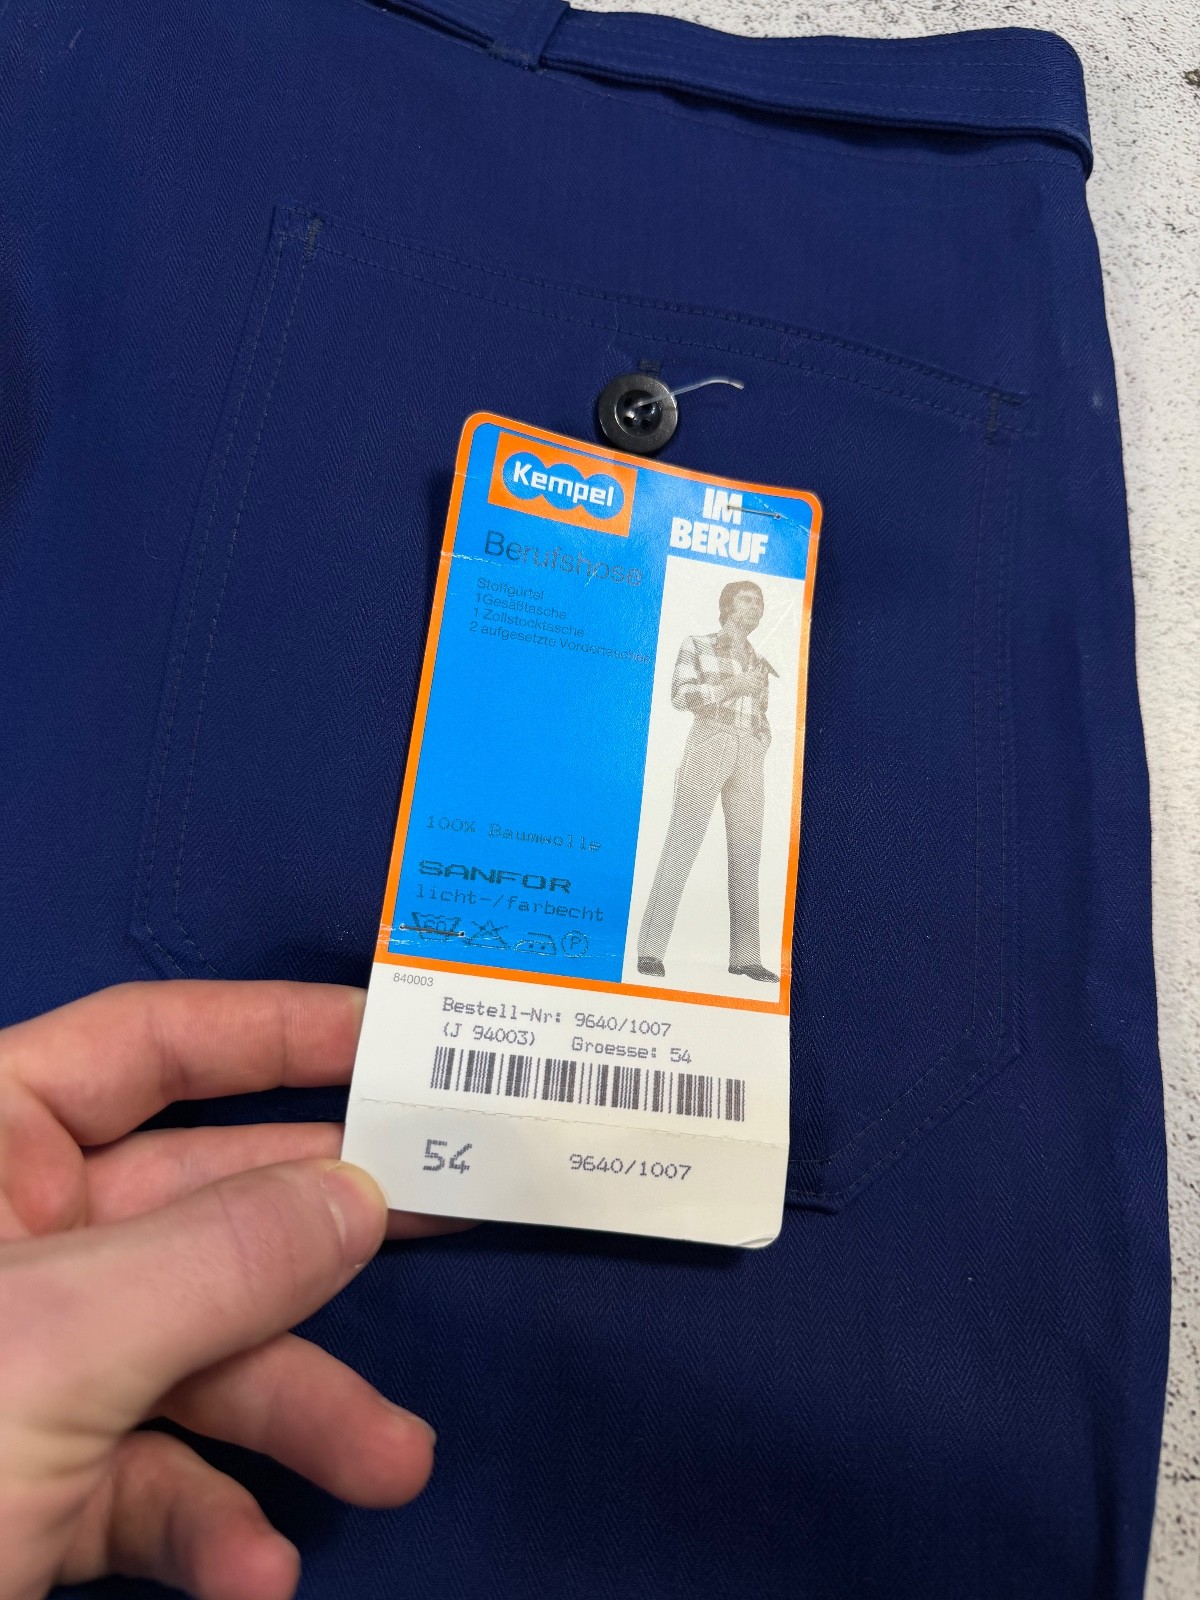 Kempel
IM
BERUF
Berufshose
Stoffgürtel
1 Gesäßtasche
1 Zollstocktasche
2 aufgesetzte Vordertaschen
100% Baumwolle
SANFOR
licht-/farbecht
60
P
840003
Bestell-Nr: 9640/1007
(J 94003) Groesse: 54
54 9640/1007